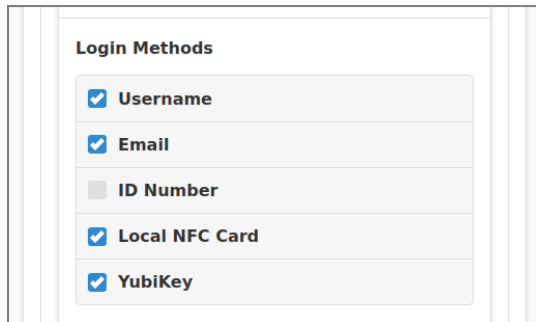 Login Methods
Username
Email
ID Number
Local NFC Card
YubiKey